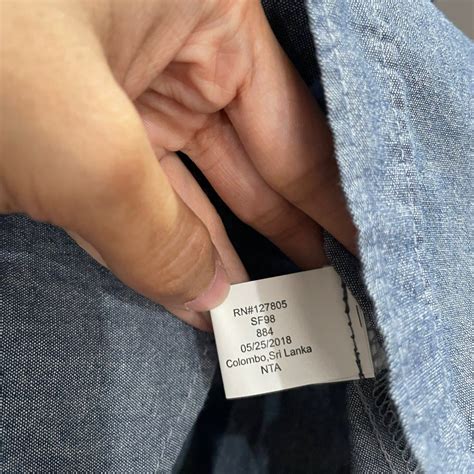 RN#127805
SF98
884
05/25/2018
Colombo,Sri Lanka
NTA